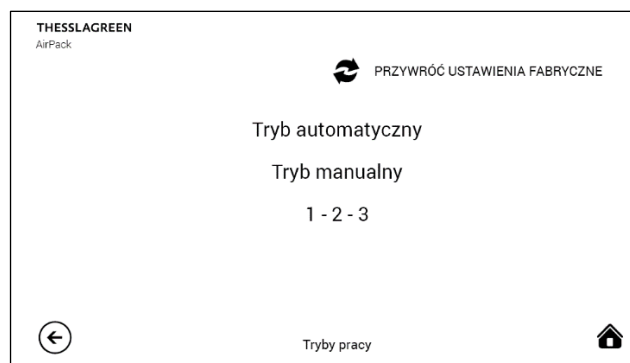 THESSLAGREEN
AirPack
PRZYWRÓĆ USTAWIENIA FABRYCZNE
Tryb automatyczny
Tryb manualny
1 - 2 - 3
Tryby pracy